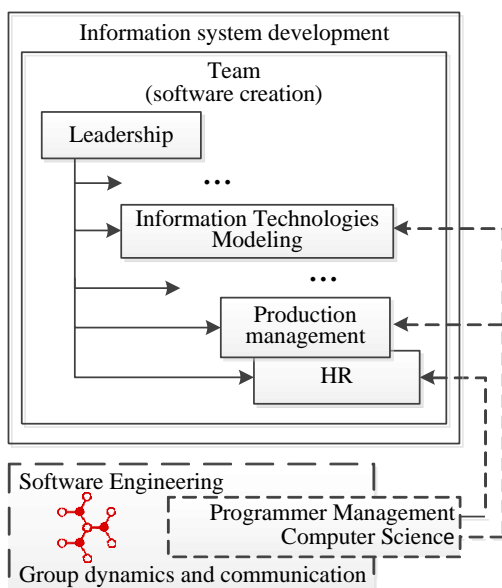 Information system development
Team
(software creation)
Leadership
...
Information Technologies
Modeling
...
Production
management
HR
Software Engineering
Programmer Management
Computer Science
Group dynamics and communication